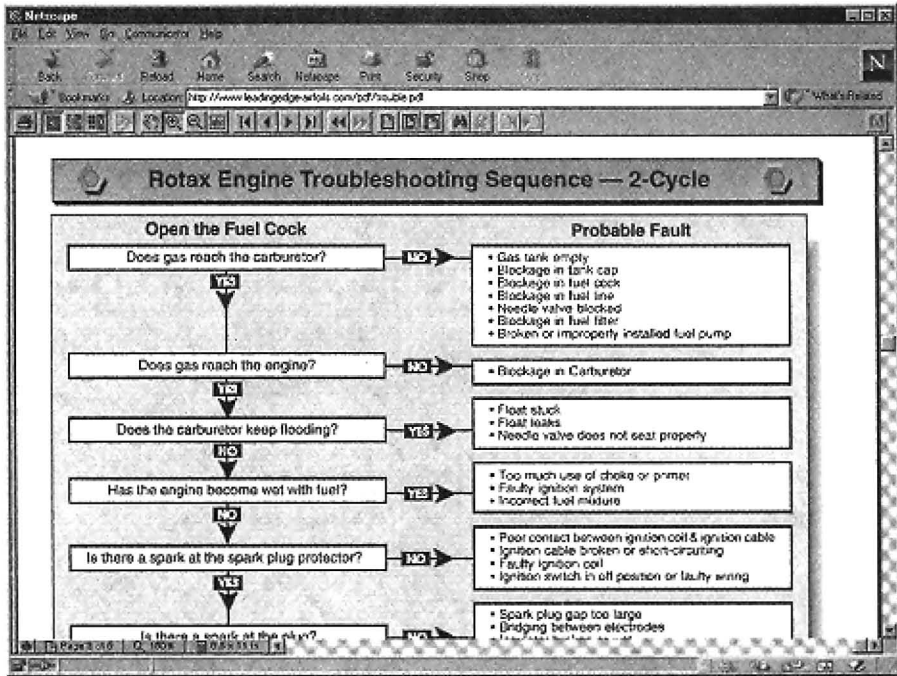 Netscape
File Edit View Go Communicator Help
Back Reload Home Search Netscape Print Security Shop
Bookmarks Location: http://www.leadingedge-airfoils.com/pdf/trouble.pdf What's Related
Rotax Engine Troubleshooting Sequence — 2-Cycle
Open the Fuel Cock
Probable Fault
Does gas reach the carburetor?
NO
• Gas tank empty
• Blockage in tank cap
• Blockage in fuel cock
• Blockage in fuel line
• Needle valve blocked
• Blockage in fuel filter
• Broken or improperly installed fuel pump
YES
Does gas reach the engine?
NO
• Blockage in Carburetor
YES
Does the carburetor keep flooding?
YES
• Float stuck
• Float leaks
• Needle valve does not seat properly
NO
Has the engine become wet with fuel?
YES
• Too much use of choke or primer
• Faulty ignition system
• Incorrect fuel mixture
NO
Is there a spark at the spark plug protector?
NO
• Poor contact between ignition coil & ignition cable
• Ignition cable broken or short-circuiting
• Faulty ignition coil
• Ignition switch in off position or faulty wiring
YES
Is there a spark at the plug?
NO
• Spark plug gap too large
• Bridging between electrodes
100% 8.5 x 11 in